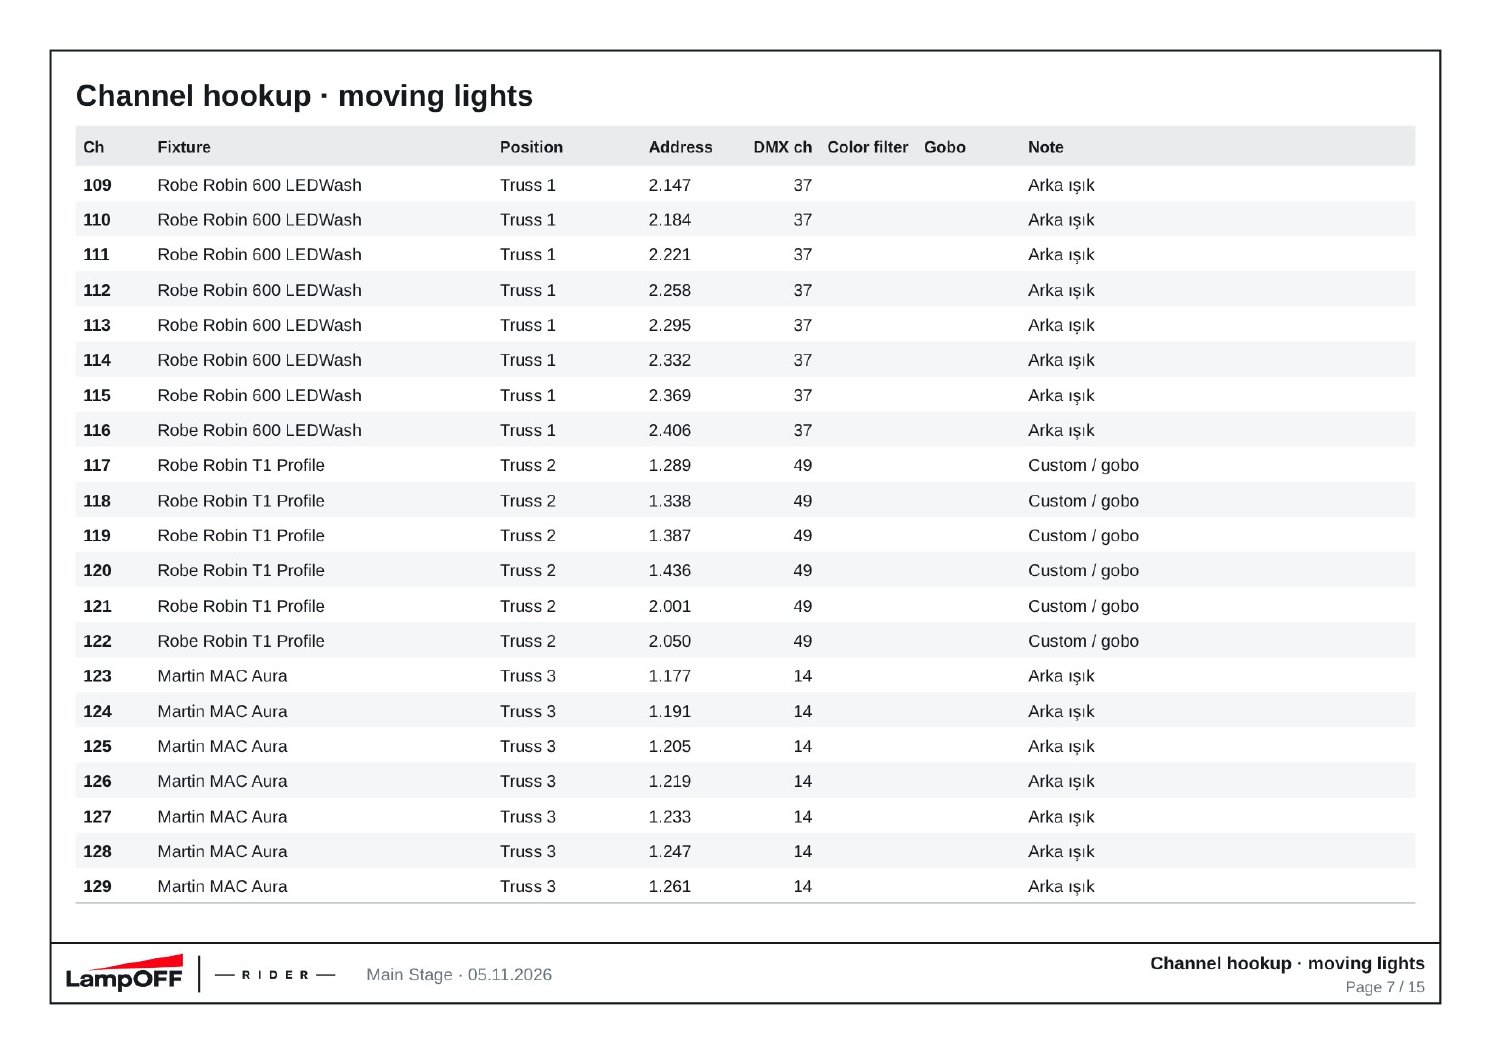 Channel hookup · moving lights
Ch Fixture Position Address DMX ch Color filter Gobo Note
109 Robe Robin 600 LEDWash Truss 1 2.147 37 Arka ışık
110 Robe Robin 600 LEDWash Truss 1 2.184 37 Arka ışık
111 Robe Robin 600 LEDWash Truss 1 2.221 37 Arka ışık
112 Robe Robin 600 LEDWash Truss 1 2.258 37 Arka ışık
113 Robe Robin 600 LEDWash Truss 1 2.295 37 Arka ışık
114 Robe Robin 600 LEDWash Truss 1 2.332 37 Arka ışık
115 Robe Robin 600 LEDWash Truss 1 2.369 37 Arka ışık
116 Robe Robin 600 LEDWash Truss 1 2.406 37 Arka ışık
117 Robe Robin T1 Profile Truss 2 1.289 49 Custom / gobo
118 Robe Robin T1 Profile Truss 2 1.338 49 Custom / gobo
119 Robe Robin T1 Profile Truss 2 1.387 49 Custom / gobo
120 Robe Robin T1 Profile Truss 2 1.436 49 Custom / gobo
121 Robe Robin T1 Profile Truss 2 2.001 49 Custom / gobo
122 Robe Robin T1 Profile Truss 2 2.050 49 Custom / gobo
123 Martin MAC Aura Truss 3 1.177 14 Arka ışık
124 Martin MAC Aura Truss 3 1.191 14 Arka ışık
125 Martin MAC Aura Truss 3 1.205 14 Arka ışık
126 Martin MAC Aura Truss 3 1.219 14 Arka ışık
127 Martin MAC Aura Truss 3 1.233 14 Arka ışık
128 Martin MAC Aura Truss 3 1.247 14 Arka ışık
129 Martin MAC Aura Truss 3 1.261 14 Arka ışık
LampOFF — RIDER — Main Stage · 05.11.2026
Channel hookup · moving lights
Page 7 / 15